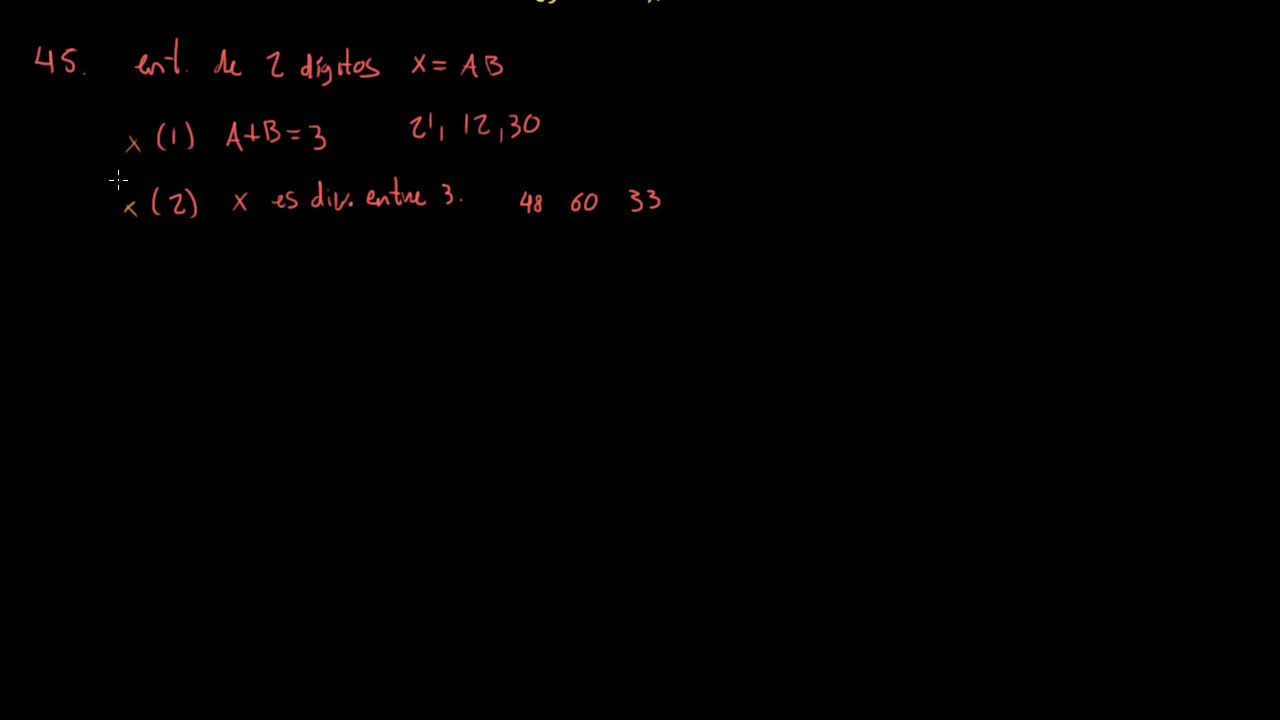 45. ent. de 2 dígitos x = AB
x (1) A+B=3 21, 12, 30
x (2) x es div. entre 3. 48 60 33